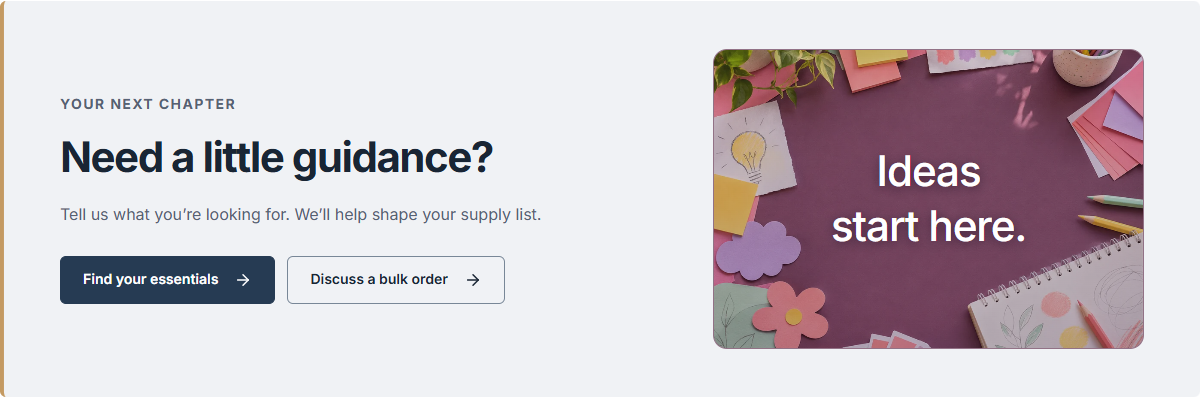 YOUR NEXT CHAPTER
Need a little guidance?
Tell us what you’re looking for. We’ll help shape your supply list.
Find your essentials →
Discuss a bulk order →
Ideas
start here.